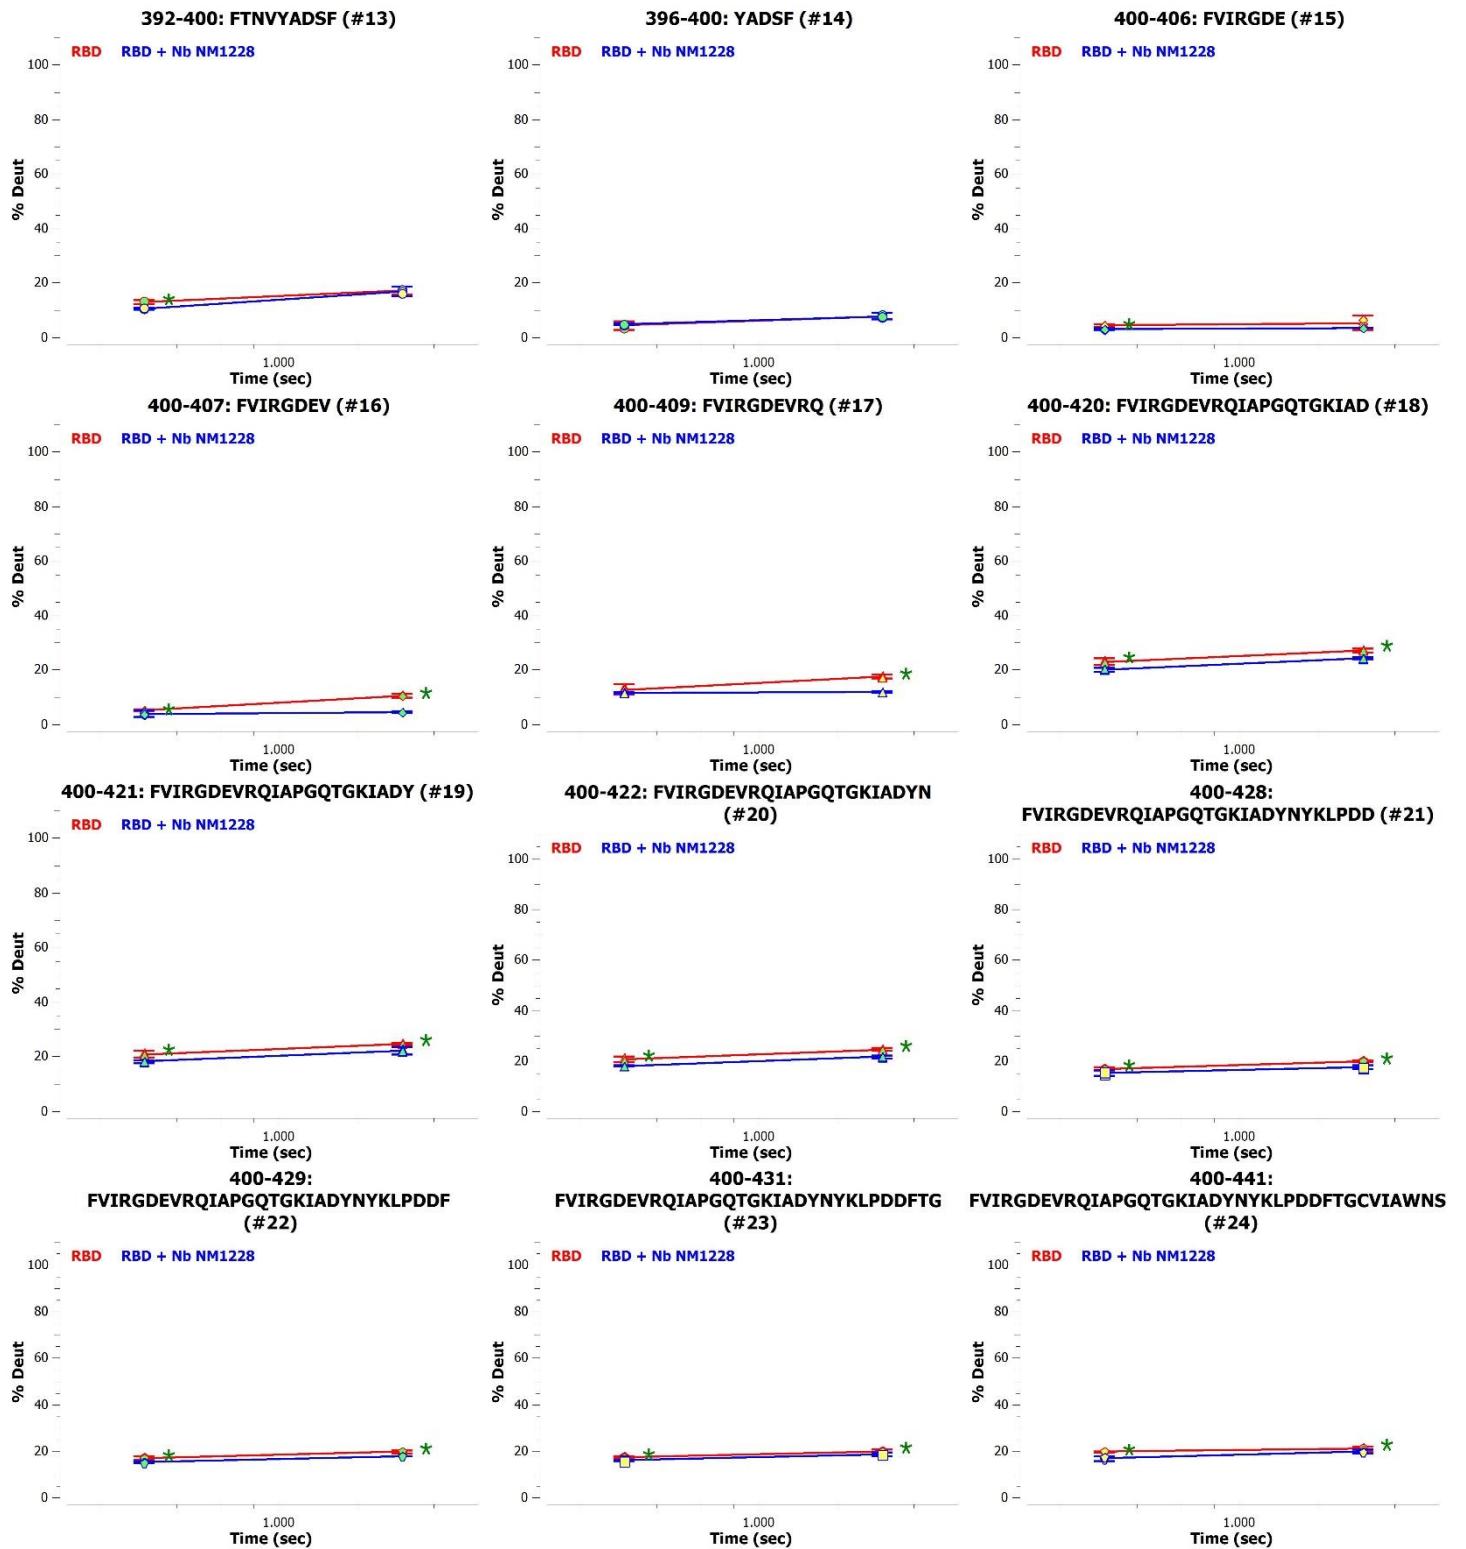 392-400: FTNVYADSF (#13)
RBD RBD + Nb NM1228
100
80
60
40
20
0
% Deut
1.000
Time (sec)
396-400: YADSF (#14)
RBD RBD + Nb NM1228
100
80
60
40
20
0
% Deut
1.000
Time (sec)
400-406: FVIRGDE (#15)
RBD RBD + Nb NM1228
100
80
60
40
20
0
% Deut
1.000
Time (sec)
400-407: FVIRGDEV (#16)
RBD RBD + Nb NM1228
100
80
60
40
20
0
% Deut
1.000
Time (sec)
400-409: FVIRGDEVRQ (#17)
RBD RBD + Nb NM1228
100
80
60
40
20
0
% Deut
1.000
Time (sec)
400-420: FVIRGDEVRQIAPGQTGKIAD (#18)
RBD RBD + Nb NM1228
100
80
60
40
20
0
% Deut
1.000
Time (sec)
400-421: FVIRGDEVRQIAPGQTGKIADY (#19)
RBD RBD + Nb NM1228
100
80
60
40
20
0
% Deut
1.000
Time (sec)
400-422: FVIRGDEVRQIAPGQTGKIADYN
(#20)
RBD RBD + Nb NM1228
100
80
60
40
20
0
% Deut
1.000
Time (sec)
400-428:
FVIRGDEVRQIAPGQTGKIADYNYKLPDD (#21)
RBD RBD + Nb NM1228
100
80
60
40
20
0
% Deut
1.000
Time (sec)
400-429:
FVIRGDEVRQIAPGQTGKIADYNYKLPDDF
(#22)
RBD RBD + Nb NM1228
100
80
60
40
20
0
% Deut
1.000
Time (sec)
400-431:
FVIRGDEVRQIAPGQTGKIADYNYKLPDDFTG
(#23)
RBD RBD + Nb NM1228
100
80
60
40
20
0
% Deut
1.000
Time (sec)
400-441:
FVIRGDEVRQIAPGQTGKIADYNYKLPDDFTGCVIAWNS
(#24)
RBD RBD + Nb NM1228
100
80
60
40
20
0
% Deut
1.000
Time (sec)